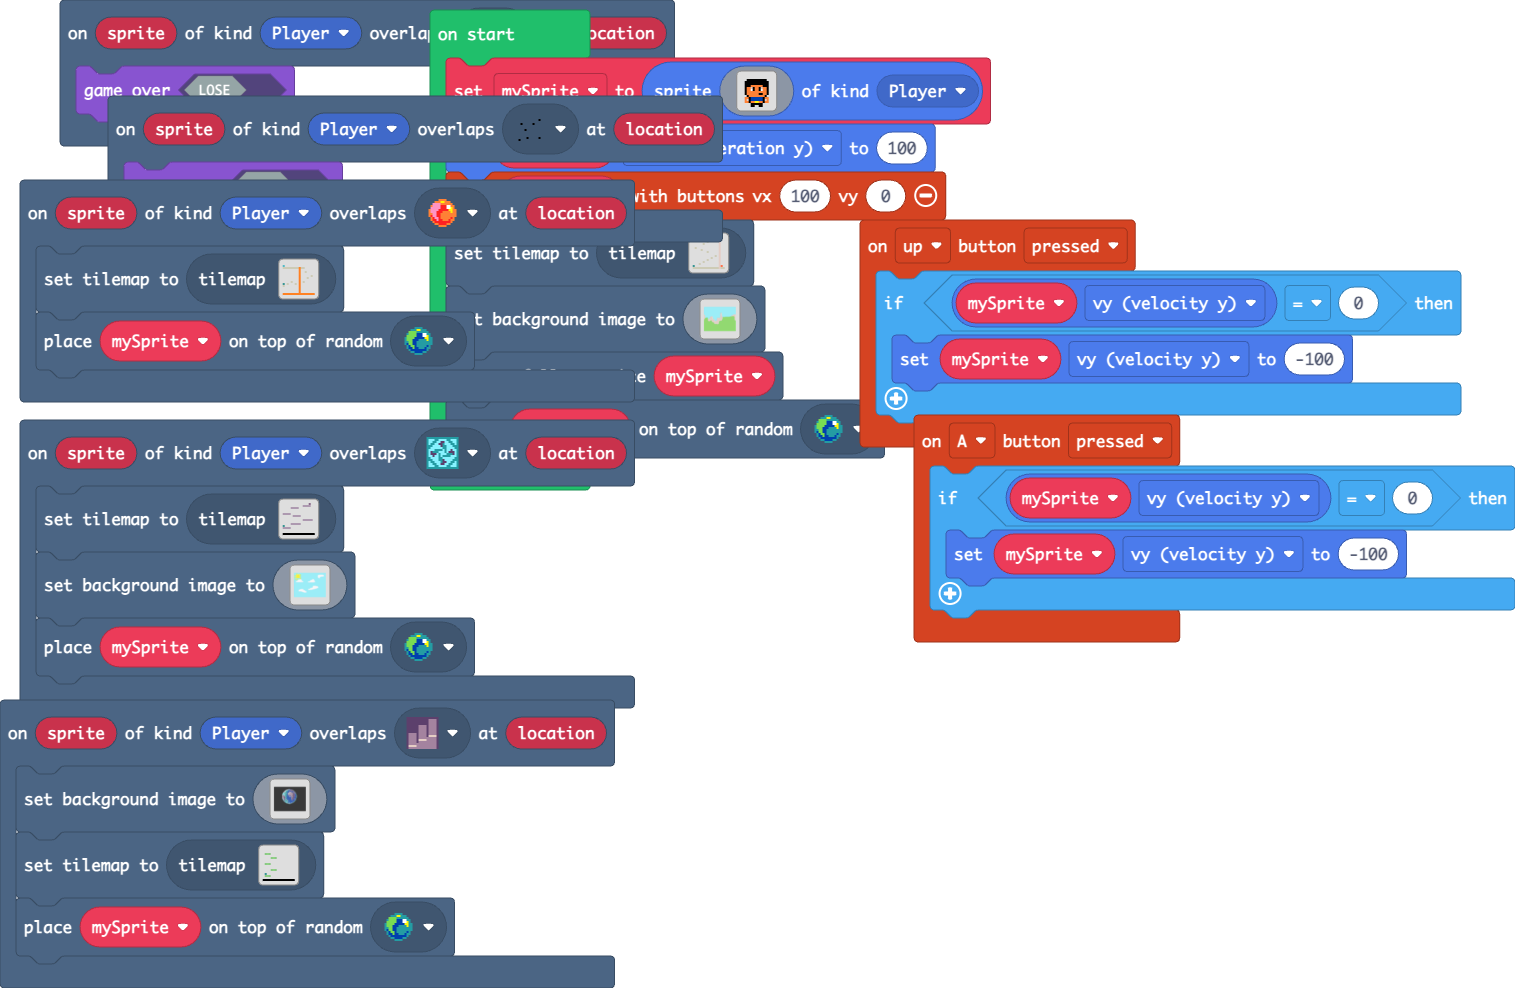 on sprite of kind Player overlap
on start
location
game over LOSE
set mySprite to sprite of kind Player
on sprite of kind Player overlaps at location
eration y) to 100
on sprite of kind Player overlaps at location
with buttons vx 100 vy 0
set tilemap to tilemap
set tilemap to tilemap
background image to
place mySprite on top of random
mySprite
on top of random
on up button pressed
if mySprite vy (velocity y) = 0 then
set mySprite vy (velocity y) to -100
on A button pressed
if mySprite vy (velocity y) = 0 then
set mySprite vy (velocity y) to -100
on sprite of kind Player overlaps at location
set tilemap to tilemap
set background image to
place mySprite on top of random
on sprite of kind Player overlaps at location
set background image to
set tilemap to tilemap
place mySprite on top of random